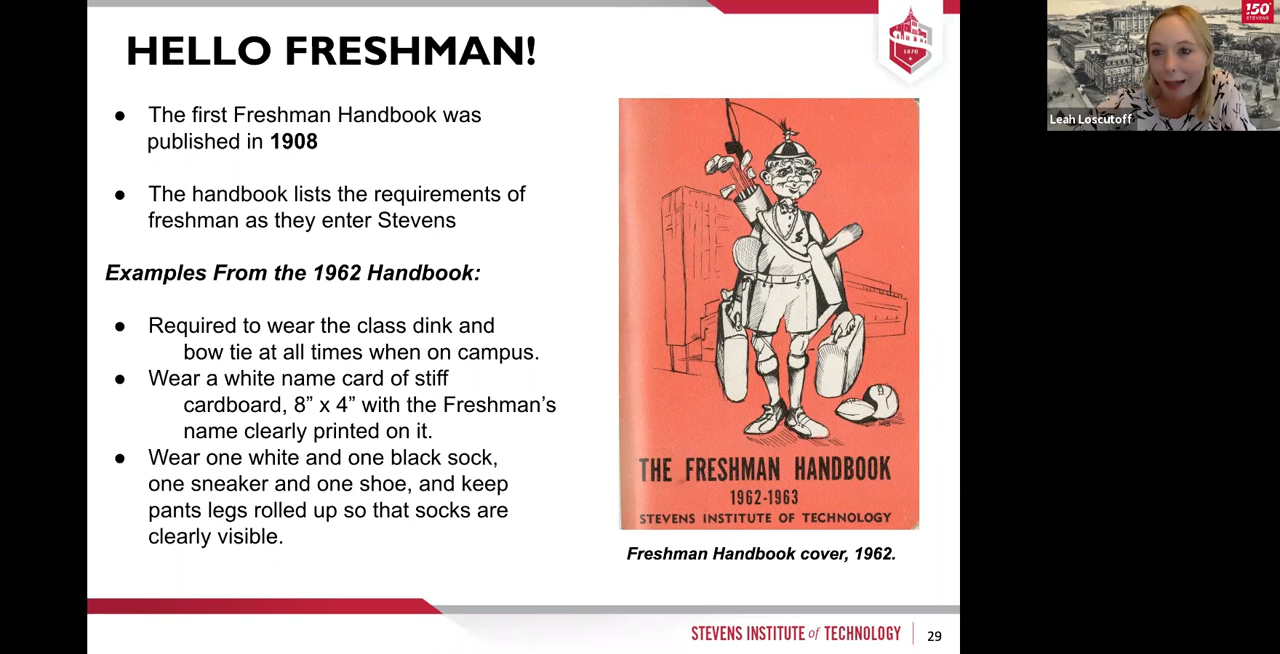 HELLO FRESHMAN!
1870
150
STEVENS
Leah Loscutoff
● The first Freshman Handbook was
published in 1908
● The handbook lists the requirements of
freshman as they enter Stevens
Examples From the 1962 Handbook:
● Required to wear the class dink and
bow tie at all times when on campus.
● Wear a white name card of stiff
cardboard, 8” x 4” with the Freshman’s
name clearly printed on it.
● Wear one white and one black sock,
one sneaker and one shoe, and keep
pants legs rolled up so that socks are
clearly visible.
S
THE FRESHMAN HANDBOOK
1962-1963
STEVENS INSTITUTE OF TECHNOLOGY
Freshman Handbook cover, 1962.
STEVENS INSTITUTE of TECHNOLOGY
29